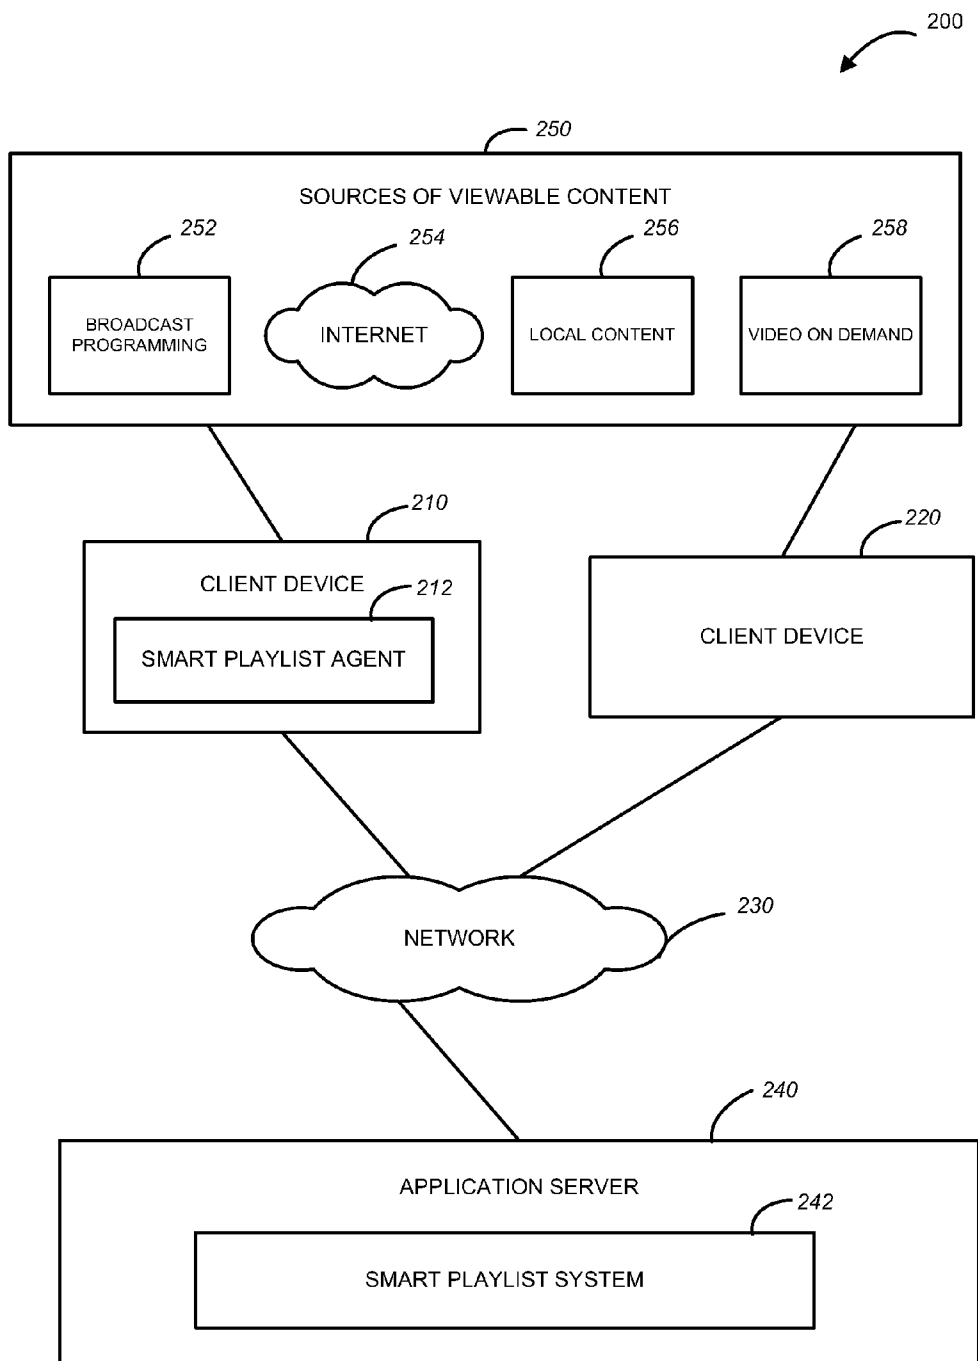 200
250
SOURCES OF VIEWABLE CONTENT
252
254
256
258
BROADCAST
PROGRAMMING
INTERNET
LOCAL CONTENT
VIDEO ON DEMAND
210
220
CLIENT DEVICE
212
SMART PLAYLIST AGENT
CLIENT DEVICE
230
NETWORK
240
APPLICATION SERVER
242
SMART PLAYLIST SYSTEM